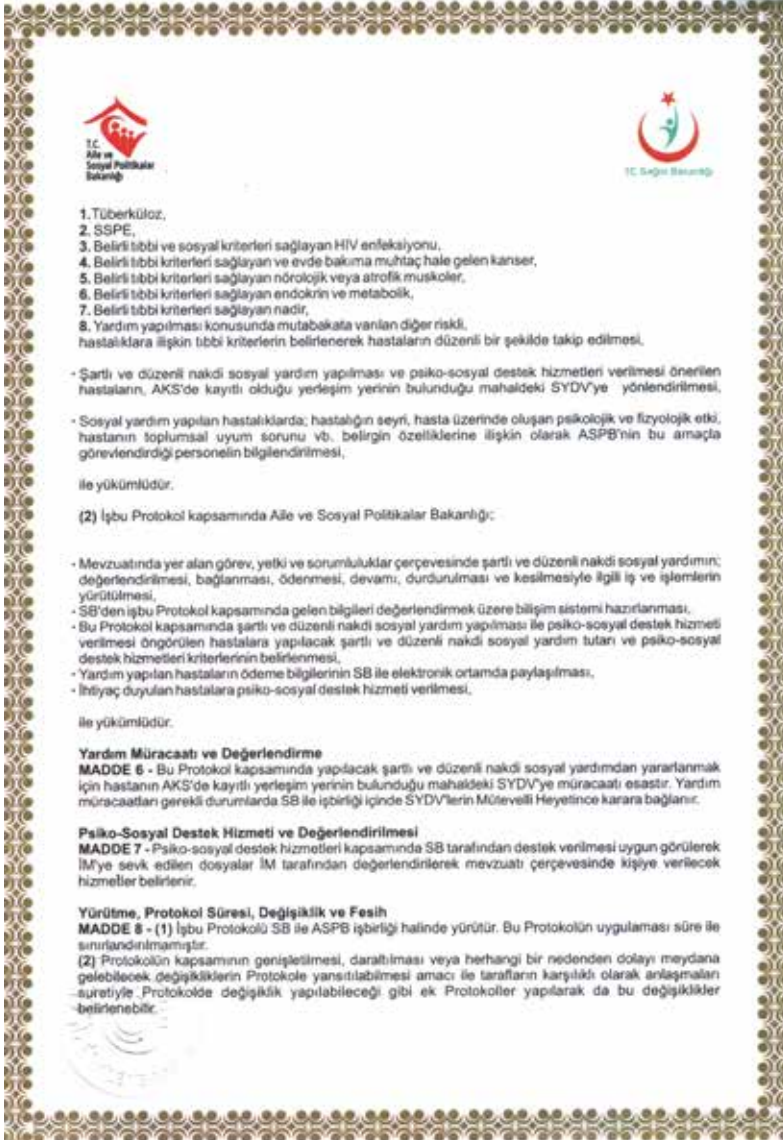 T.C.
Aile ve
Sosyal Politikalar
Bakanlığı
TC Sağlık Bakanlığı
1. Tüberküloz,
2. SSPE,
3. Belirli tıbbi ve sosyal kriterleri sağlayan HIV enfeksiyonu,
4. Belirli tıbbi kriterleri sağlayan ve evde bakıma muhtaç hale gelen kanser,
5. Belirli tıbbi kriterleri sağlayan nörolojik veya atrofik muskoler,
6. Belirli tıbbi kriterleri sağlayan endokrin ve metabolik,
7. Belirli tıbbi kriterleri sağlayan nadir,
8. Yardım yapılması konusunda mutabakata varılan diğer riskli,
hastalıklara ilişkin tıbbi kriterlerin belirlenerek hastaların düzenli bir şekilde takip edilmesi,
- Şartlı ve düzenli nakdi sosyal yardım yapılması ve psiko-sosyal destek hizmetleri verilmesi önerilen
hastaların, AKS'de kayıtlı olduğu yerleşim yerinin bulunduğu mahaldeki SYDV'ye yönlendirilmesi,
- Sosyal yardım yapılan hastalıklarda; hastalığın seyri, hasta üzerinde oluşan psikolojik ve fizyolojik etki,
hastanın toplumsal uyum sorunu vb. belirgin özelliklerine ilişkin olarak ASPB'nin bu amaçla
görevlendirdiği personelin bilgilendirilmesi,
ile yükümlüdür.
(2) İşbu Protokol kapsamında Aile ve Sosyal Politikalar Bakanlığı;
- Mevzuatında yer alan görev, yetki ve sorumluluklar çerçevesinde şartlı ve düzenli nakdi sosyal yardımın;
değerlendirilmesi, bağlanması, ödenmesi, devamı, durdurulması ve kesilmesiyle ilgili iş ve işlemlerin
yürütülmesi,
- SB'den işbu Protokol kapsamında gelen bilgileri değerlendirmek üzere bilişim sistemi hazırlanması,
- Bu Protokol kapsamında şartlı ve düzenli nakdi sosyal yardım yapılması ile psiko-sosyal destek hizmeti
verilmesi öngörülen hastalara yapılacak şartlı ve düzenli nakdi sosyal yardım tutarı ve psiko-sosyal
destek hizmetleri kriterlerinin belirlenmesi,
- Yardım yapılan hastaların ödeme bilgilerinin SB ile elektronik ortamda paylaşılması,
- İhtiyaç duyulan hastalara psiko-sosyal destek hizmeti verilmesi,
ile yükümlüdür.
Yardım Müracaatı ve Değerlendirme
MADDE 6 - Bu Protokol kapsamında yapılacak şartlı ve düzenli nakdi sosyal yardımdan yararlanmak
için hastanın AKS'de kayıtlı yerleşim yerinin bulunduğu mahaldeki SYDV'ye müracaatı esastır. Yardım
müracaatları gerekli durumlarda SB ile işbirliği içinde SYDV'lerin Mütevelli Heyetince karara bağlanır.
Psiko-Sosyal Destek Hizmeti ve Değerlendirilmesi
MADDE 7 - Psiko-sosyal destek hizmetleri kapsamında SB tarafından destek verilmesi uygun görülerek
İM'ye sevk edilen dosyalar İM tarafından değerlendirilerek mevzuatı çerçevesinde kişiye verilecek
hizmetler belirlenir.
Yürütme, Protokol Süresi, Değişiklik ve Fesih
MADDE 8 - (1) İşbu Protokolü SB ile ASPB işbirliği halinde yürütür. Bu Protokolün uygulaması süre ile
sınırlandırılmamıştır.
(2) Protokolün kapsamının genişletilmesi, daraltılması veya herhangi bir nedenden dolayı meydana
gelebilecek değişikliklerin Protokole yansıtılabilmesi amacı ile tarafların karşılıklı olarak anlaşmaları
suretiyle Protokolde değişiklik yapılabileceği gibi ek Protokoller yapılarak da bu değişiklikler
belirlenebilir.